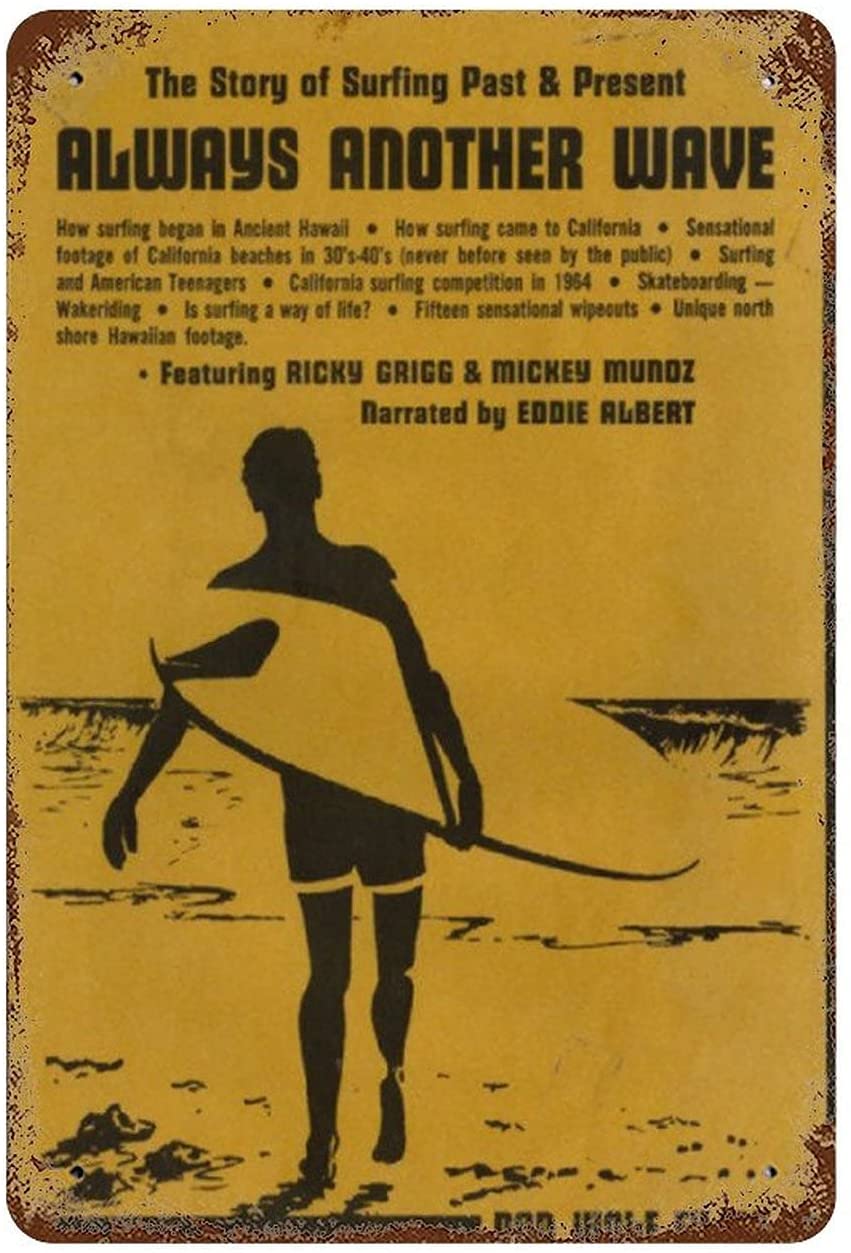 The Story of Surfing Past & Present
ALWAYS ANOTHER WAVE
How surfing began in Ancient Hawaii • How surfing came to California • Sensational
footage of California beaches in 30's-40's (never before seen by the public) • Surfing
and American Teenagers • California surfing competition in 1964 • Skateboarding —
Wakeriding • Is surfing a way of life? • Fifteen sensational wipeouts • Unique north
shore Hawaiian footage.
• Featuring RICKY GRIGG & MICKEY MUNOZ
Narrated by EDDIE ALBERT